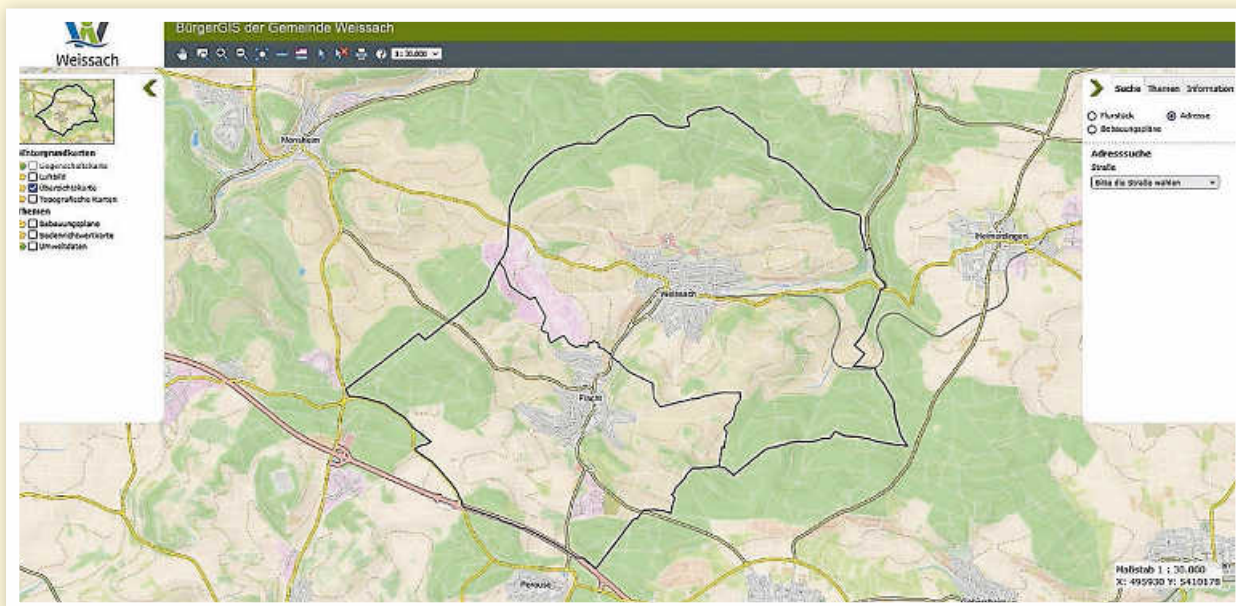 Weissach
BürgerGIS der Gemeinde Weissach
1: 30.000
Hintergrundkarten
Liegenschaftskarte
Luftbild
Übersichtskarte
Topografische Karten
Themen
Bebauungspläne
Bodenrichtwertkarte
Umweltdaten
Mönsheim
Weissach
Heimerdingen
Flacht
Perouse
Suche Themen Information
Flurstück Adresse
Bebauungspläne
Adresssuche
Straße
Bitte die Straße wählen
Maßstab 1 : 30.000
X: 495930 Y: 5410178